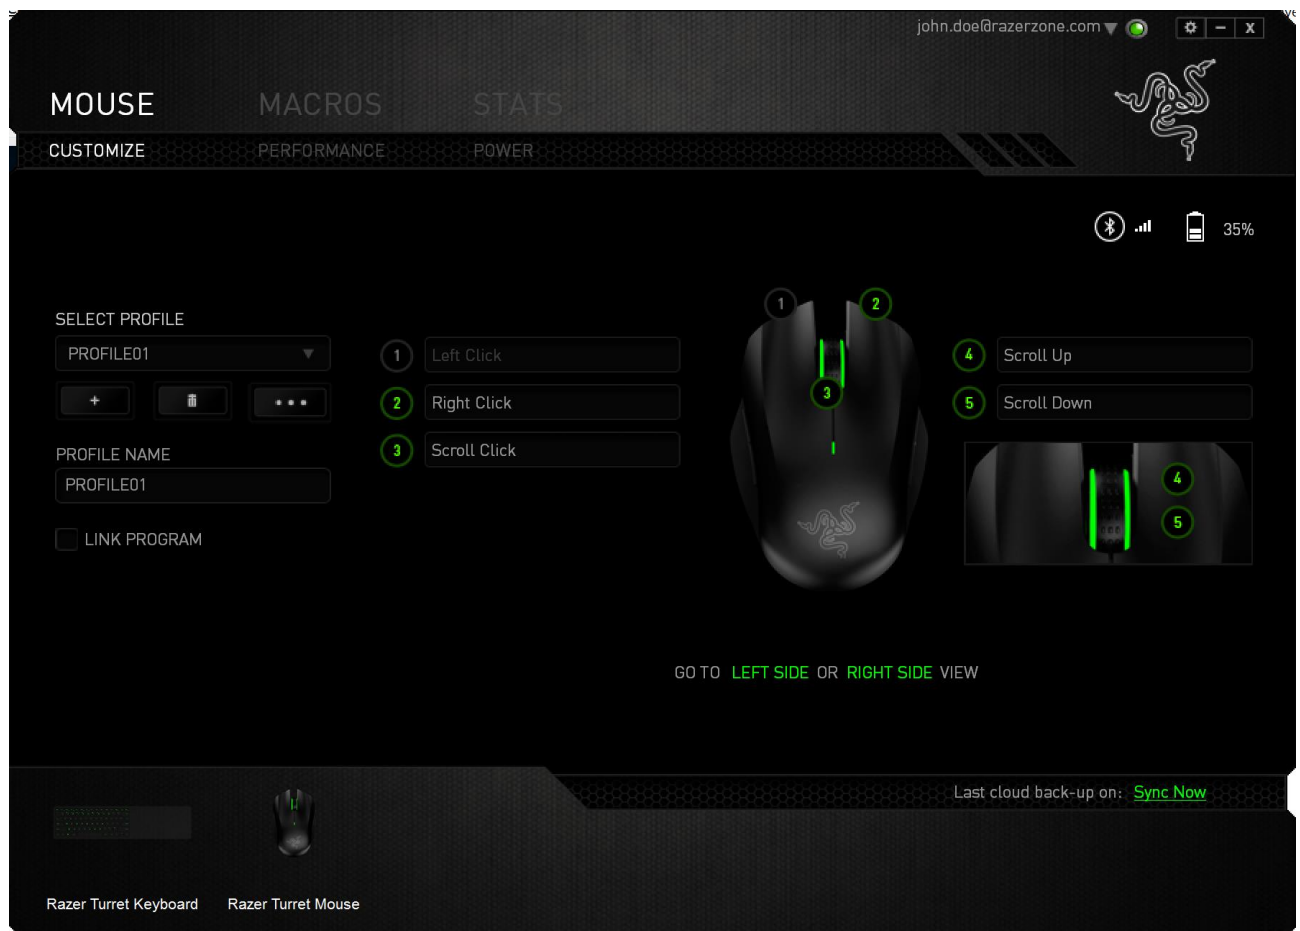 john.doe@razerzone.com
X
MOUSE MACROS STATS
CUSTOMIZE PERFORMANCE POWER
35%
SELECT PROFILE
PROFILE01
PROFILE NAME
PROFILE01
LINK PROGRAM
1 Left Click
2 Right Click
3 Scroll Click
1 2
3
4 Scroll Up
5 Scroll Down
4
5
GO TO LEFT SIDE OR RIGHT SIDE VIEW
Last cloud back-up on: Sync Now
Razer Turret Keyboard Razer Turret Mouse